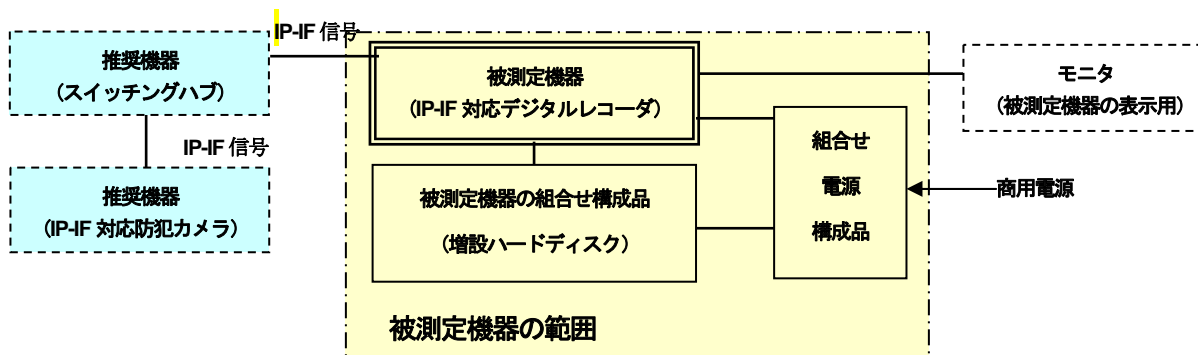 IP-IF 信号
推奨機器
（スイッチングハブ）
IP-IF 信号
推奨機器
（IP-IF 対応防犯カメラ）
被測定機器
（IP-IF 対応デジタルレコーダ）
被測定機器の組合せ構成品
（増設ハードディスク）
組合せ
電源
構成品
モニタ
（被測定機器の表示用）
商用電源
被測定機器の範囲